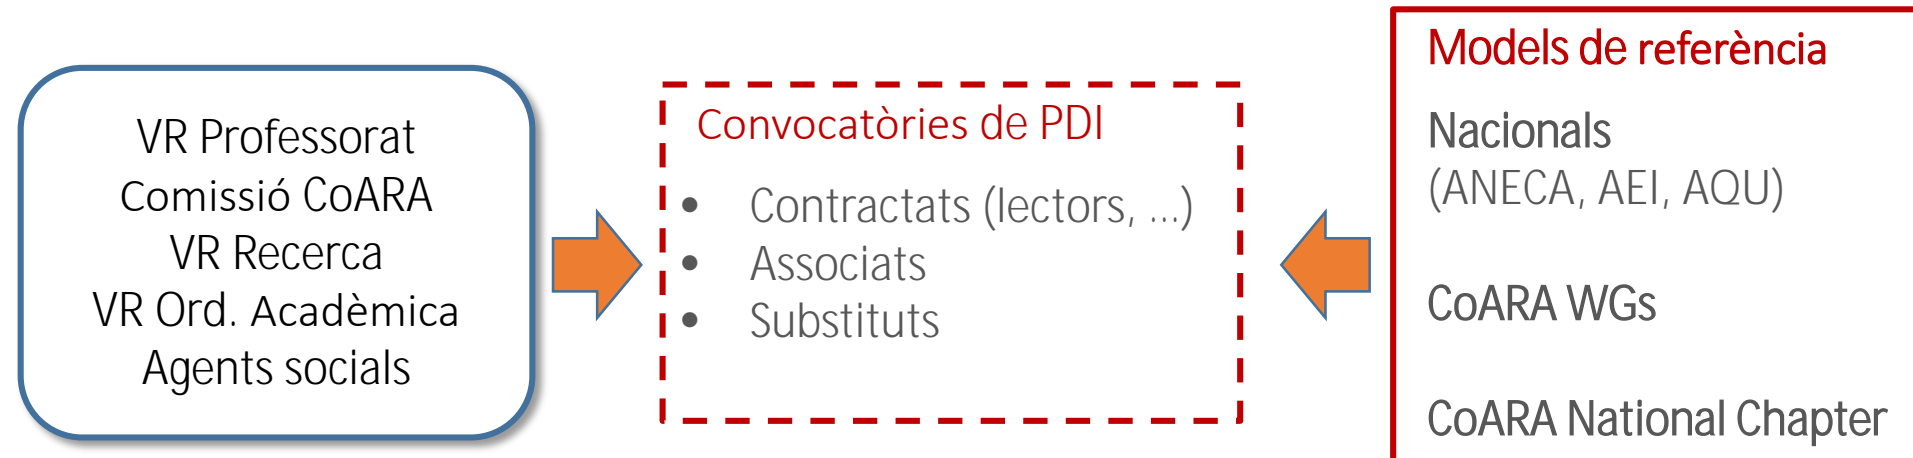 VR Professorat
Comissió CoARA
VR Recerca
VR Ord. Acadèmica
Agents socials
Convocatòries de PDI
• Contractats (lectors, ...)
• Associats
• Substituts
Models de referència
Nacionals
(ANECA, AEI, AQU)
CoARA WGs
CoARA National Chapter